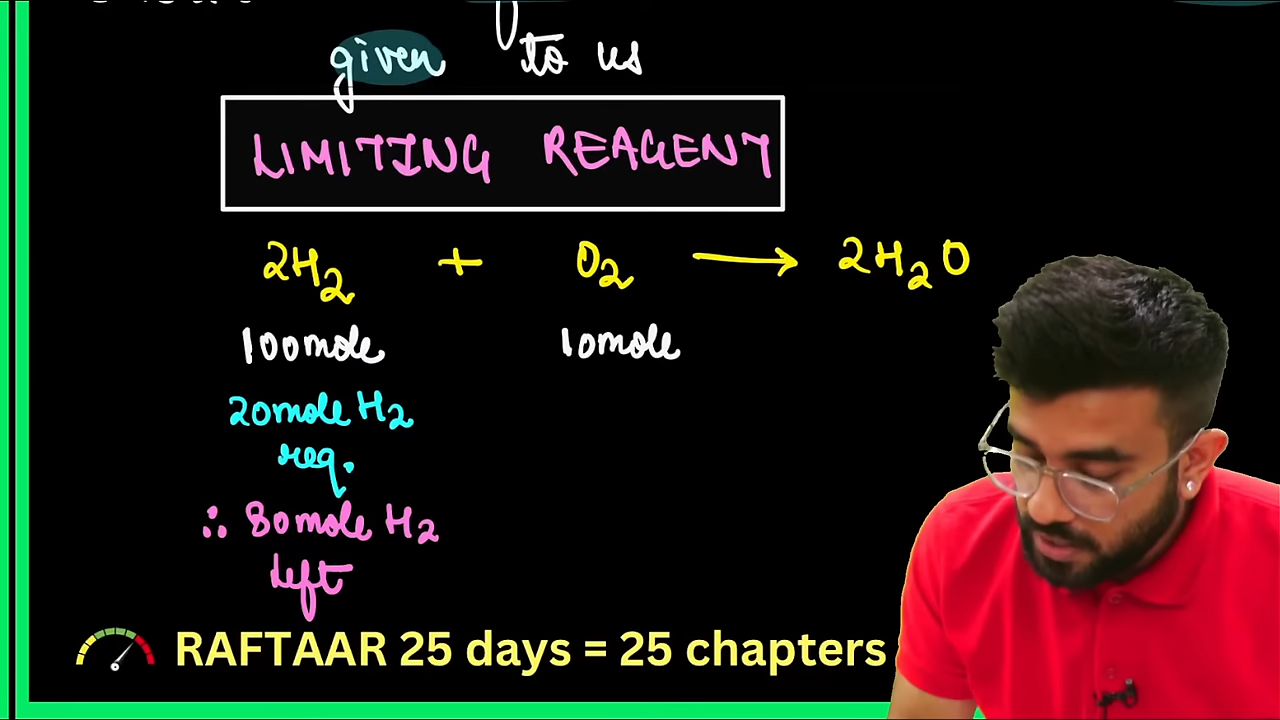 given to us
LIMITING REAGENT
2H₂ + O₂ ⟶ 2H₂O
100mole 10mole
20mole H₂
req.
∴ 80mole H₂
left
RAFTAAR 25 days = 25 chapters